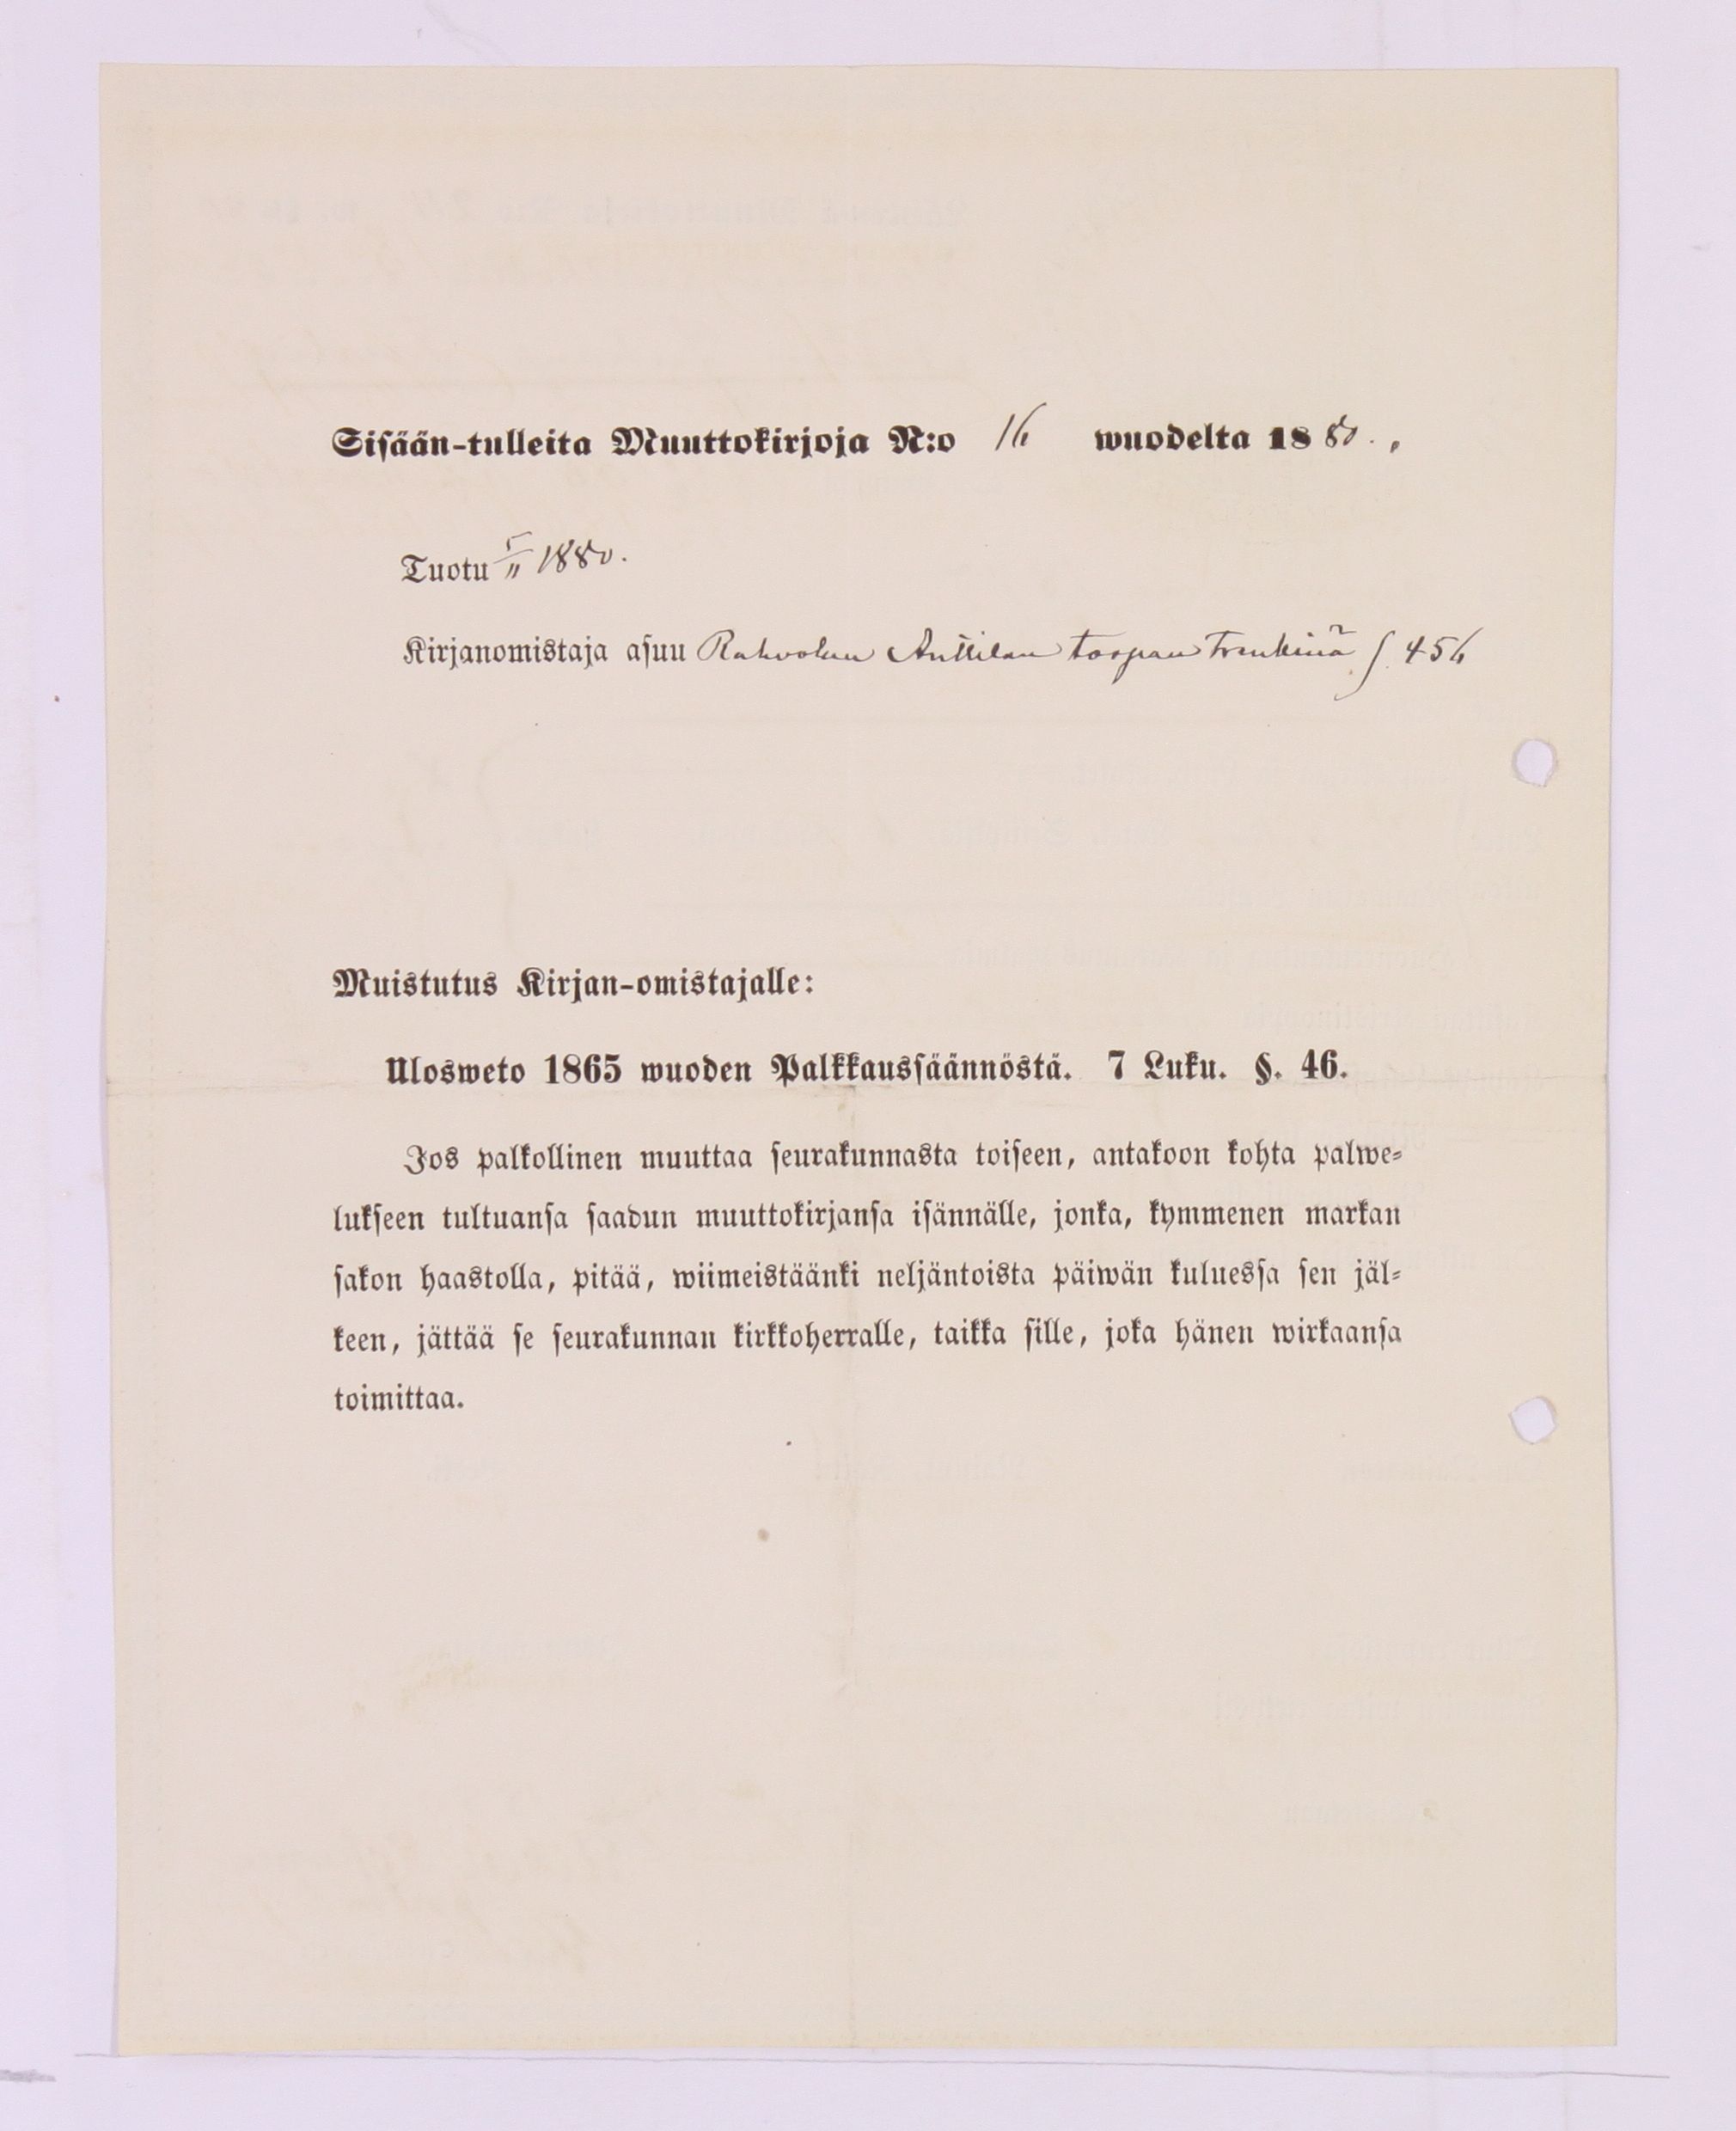 Sisään-tulleita Muuttokirjoja N:o 16 wuodelta 1880.
Tuotu 5/11 1880.
Kirjanomistaja asuu Rahvolan Anttilan torpan trenkinä S. 456
Muistutus Kirjan-omistajalle:
Ulosweto 1865 wuoden Palkkaussäännöstä. 7 Luku. §. 46.
Jos palkollinen muuttaa seurakunnasta toiseen, antakoon kohta palwe-
lukseen tultuansa saadun muuttokirjansa isännälle, jonka, kymmenen markan
sakon haastolla, pitää, wiimeistäänki neljäntoista päiwän kuluessa sen jäl-
keen, jättää se seurakunnan kirkkoherralle, taikka sille, joka hänen wirkaansa
toimittaa.